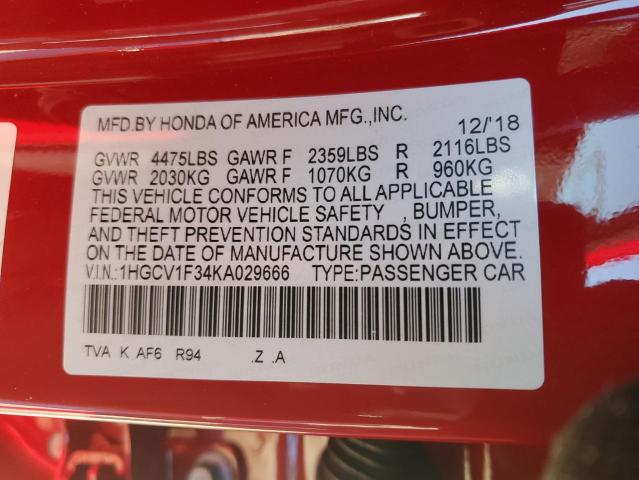 MFD.BY HONDA OF AMERICA MFG.,INC. 12/'18
GVWR 4475LBS GAWR F 2359LBS R 2116LBS
GVWR 2030KG GAWR F 1070KG R 960KG
THIS VEHICLE CONFORMS TO ALL APPLICABLE
FEDERAL MOTOR VEHICLE SAFETY , BUMPER,
AND THEFT PREVENTION STANDARDS IN EFFECT
ON THE DATE OF MANUFACTURE SHOWN ABOVE.
V.I.N.:1HGCV1F34KA029666 TYPE:PASSENGER CAR
TVA K AF6 R94 .Z .A